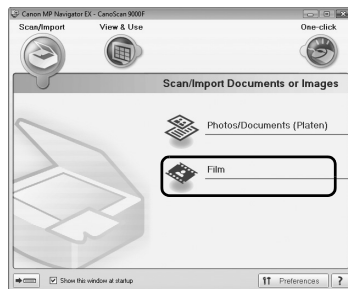 Canon MP Navigator EX - CanoScan 9000F
Scan/Import View & Use One-click
Scan/Import Documents or Images
Photos/Documents (Platen)
Film
Show this window at startup Preferences ?